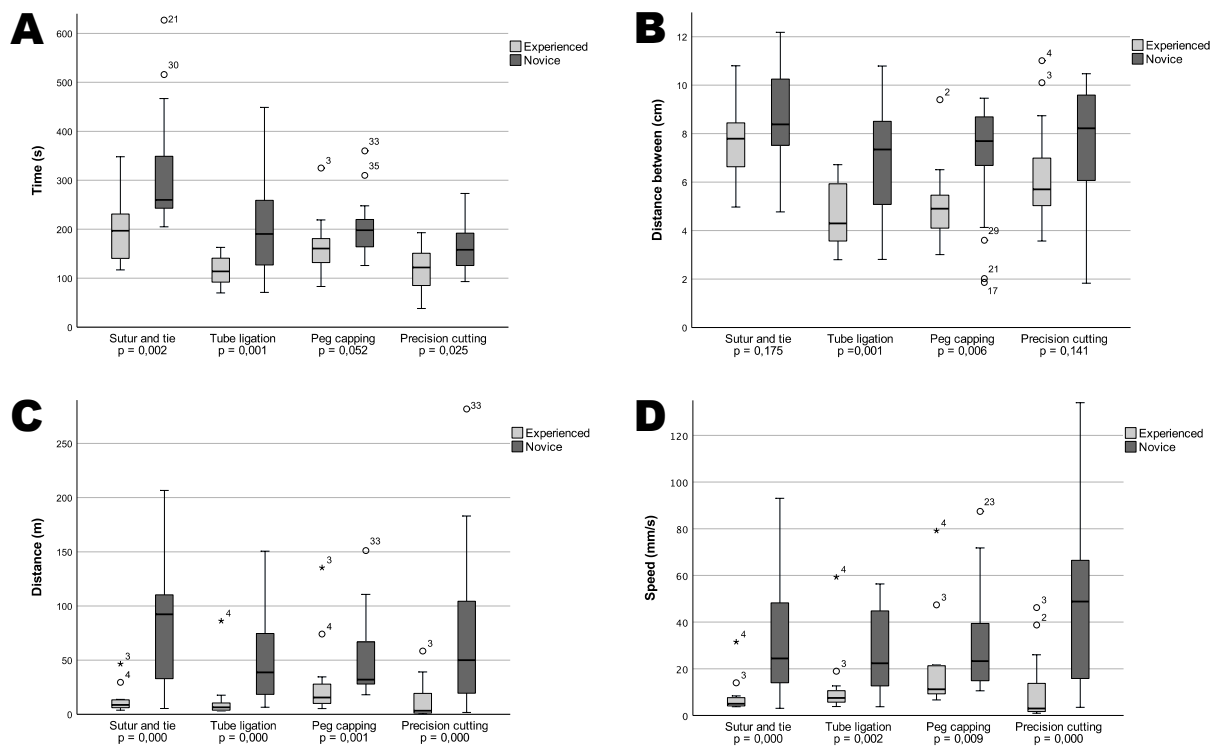 A
Time (s)
600
500
400
300
200
100
0
21
30
3
33
35
Experienced
Novice
Sutur and tie
p = 0,002
Tube ligation
p = 0,001
Peg capping
p = 0,052
Precision cutting
p = 0,025
B
Distance between (cm)
12
10
8
6
4
2
0
2
29
21
17
4
3
Experienced
Novice
Sutur and tie
p = 0,175
Tube ligation
p =0,001
Peg capping
p = 0,006
Precision cutting
p = 0,141
C
Distance (m)
250
200
150
100
50
0
3
4
4
3
4
33
3
33
Experienced
Novice
Sutur and tie
p = 0,000
Tube ligation
p = 0,000
Peg capping
p = 0,001
Precision cutting
p = 0,000
D
Speed (mm/s)
120
100
80
60
40
20
0
4
3
4
3
4
3
23
3
2
Experienced
Novice
Sutur and tie
p = 0,000
Tube ligation
p = 0,002
Peg capping
p = 0,009
Precision cutting
p = 0,000